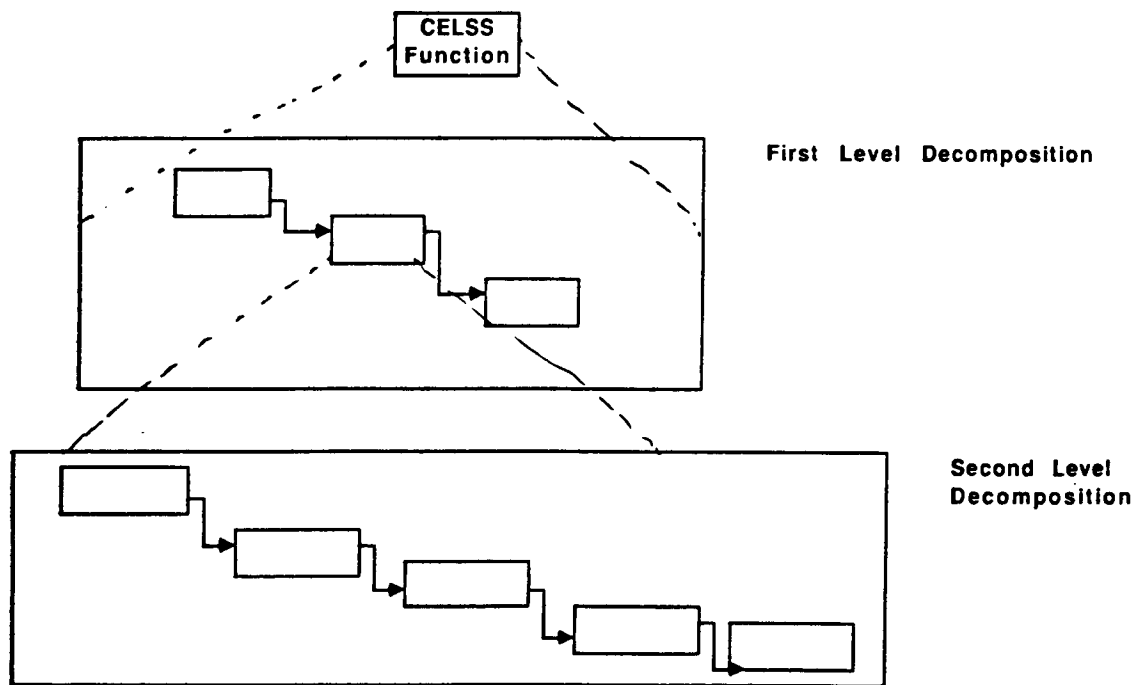 CELSS
Function
First Level Decomposition
Second Level
Decomposition